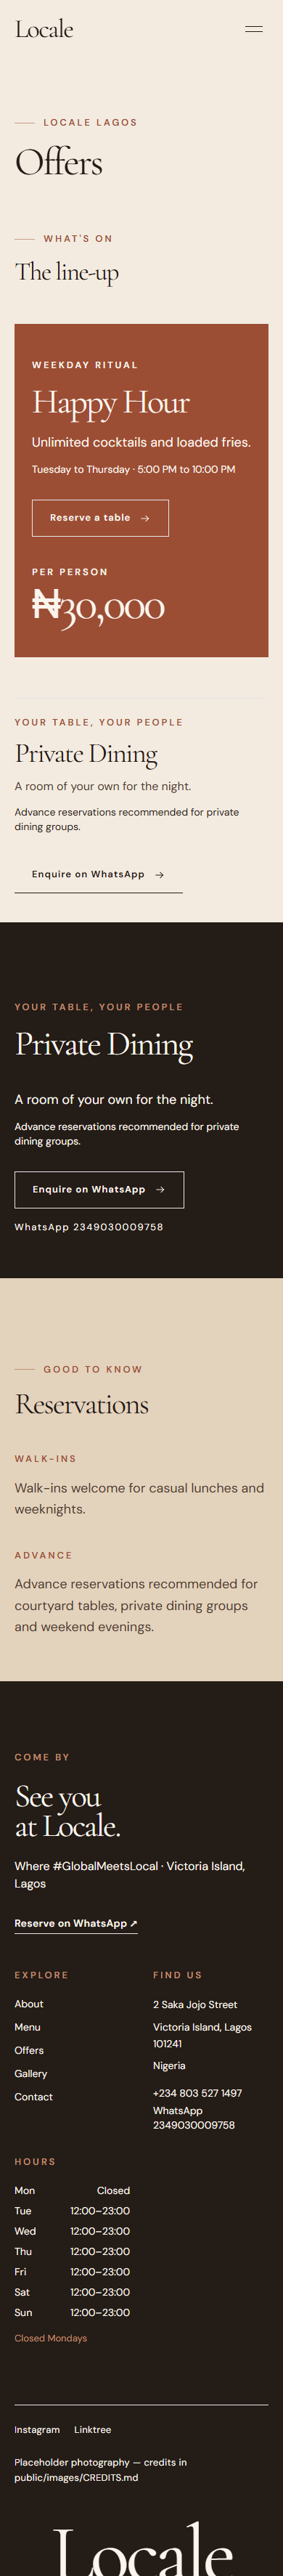 Locale
LOCALE LAGOS
Offers
WHAT'S ON
The line-up
WEEKDAY RITUAL
Happy Hour
Unlimited cocktails and loaded fries.
Tuesday to Thursday · 5:00 PM to 10:00 PM
Reserve a table →
PER PERSON
₦30,000
YOUR TABLE, YOUR PEOPLE
Private Dining
A room of your own for the night.
Advance reservations recommended for private
dining groups.
Enquire on WhatsApp →
YOUR TABLE, YOUR PEOPLE
Private Dining
A room of your own for the night.
Advance reservations recommended for private
dining groups.
Enquire on WhatsApp →
WhatsApp 2349030009758
GOOD TO KNOW
Reservations
WALK-INS
Walk-ins welcome for casual lunches and
weeknights.
ADVANCE
Advance reservations recommended for
courtyard tables, private dining groups
and weekend evenings.
COME BY
See you
at Locale.
Where #GlobalMeetsLocal · Victoria Island,
Lagos
Reserve on WhatsApp ↗
EXPLORE
About
Menu
Offers
Gallery
Contact
FIND US
2 Saka Jojo Street
Victoria Island, Lagos
101241
Nigeria
+234 803 527 1497
WhatsApp
2349030009758
HOURS
Mon Closed
Tue 12:00–23:00
Wed 12:00–23:00
Thu 12:00–23:00
Fri 12:00–23:00
Sat 12:00–23:00
Sun 12:00–23:00
Closed Mondays
Instagram Linktree
Placeholder photography — credits in
public/images/CREDITS.md
Locale